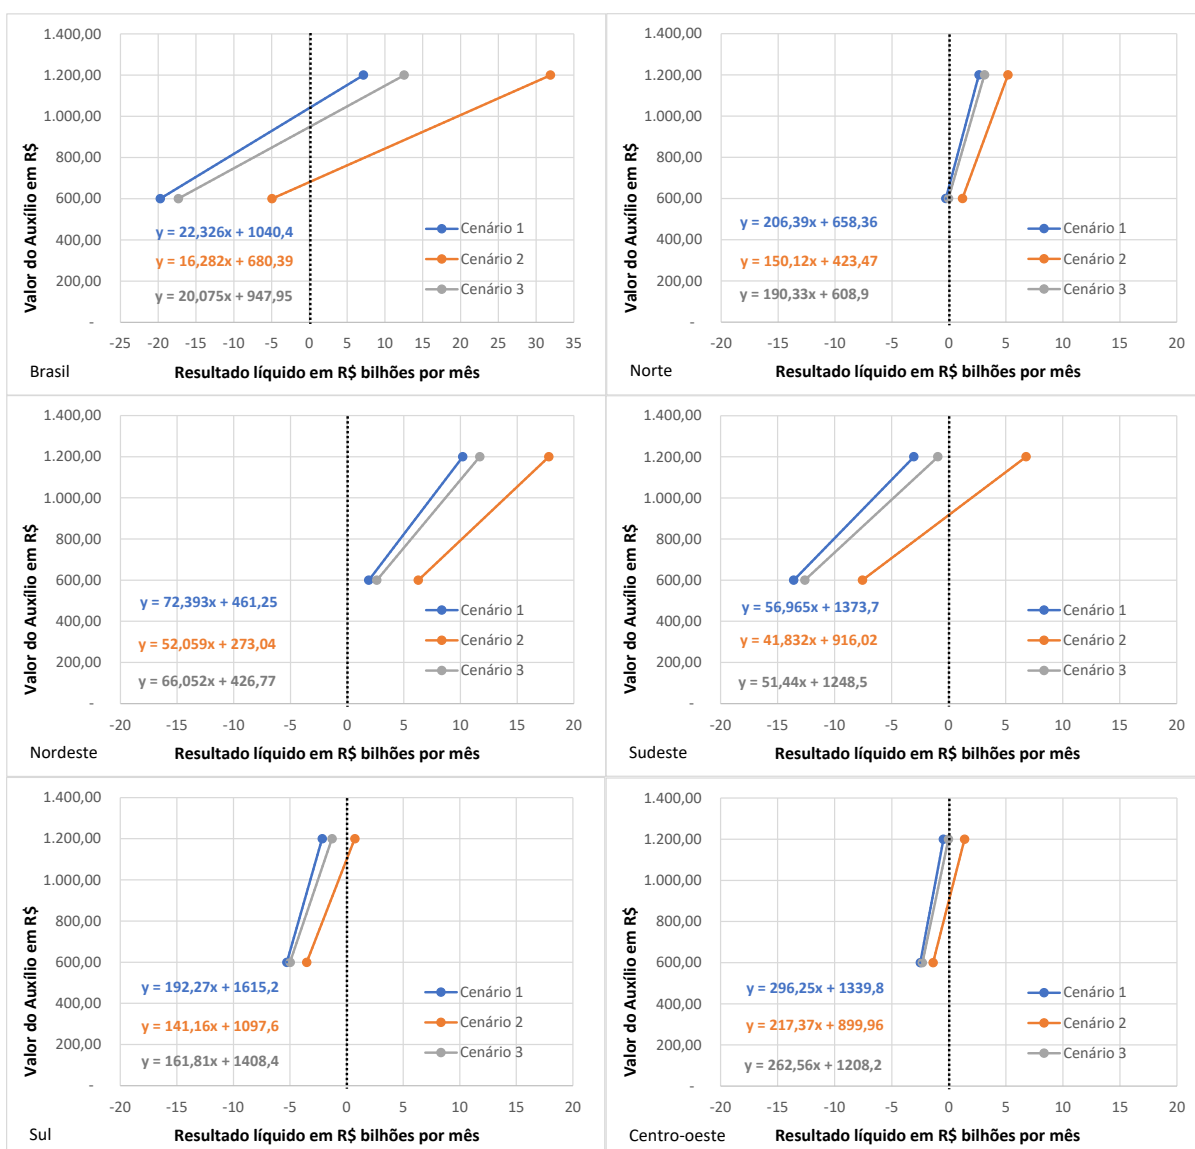 1.400,00
1.200,00
1.000,00
800,00
600,00
400,00
200,00
-
Valor do Auxílio em R$
y = 22,326x + 1040,4
y = 16,282x + 680,39
y = 20,075x + 947,95
Cenário 1
Cenário 2
Cenário 3
-25 -20 -15 -10 -5 0 5 10 15 20 25 30 35
Brasil
Resultado líquido em R$ bilhões por mês
1.400,00
1.200,00
1.000,00
800,00
600,00
400,00
200,00
-
Valor do Auxílio em R$
y = 206,39x + 658,36
y = 150,12x + 423,47
y = 190,33x + 608,9
Cenário 1
Cenário 2
Cenário 3
-20 -15 -10 -5 0 5 10 15 20
Norte
Resultado líquido em R$ bilhões por mês
1.400,00
1.200,00
1.000,00
800,00
600,00
400,00
200,00
-
Valor do Auxílio em R$
y = 72,393x + 461,25
y = 52,059x + 273,04
y = 66,052x + 426,77
Cenário 1
Cenário 2
Cenário 3
-20 -15 -10 -5 0 5 10 15 20
Nordeste
Resultado líquido em R$ bilhões por mês
1.400,00
1.200,00
1.000,00
800,00
600,00
400,00
200,00
-
Valor do Auxílio em R$
y = 56,965x + 1373,7
y = 41,832x + 916,02
y = 51,44x + 1248,5
Cenário 1
Cenário 2
Cenário 3
-20 -15 -10 -5 0 5 10 15 20
Sudeste
Resultado líquido em R$ bilhões por mês
1.400,00
1.200,00
1.000,00
800,00
600,00
400,00
200,00
-
Valor do Auxílio em R$
y = 192,27x + 1615,2
y = 141,16x + 1097,6
y = 161,81x + 1408,4
Cenário 1
Cenário 2
Cenário 3
-20 -15 -10 -5 0 5 10 15 20
Sul
Resultado líquido em R$ bilhões por mês
1.400,00
1.200,00
1.000,00
800,00
600,00
400,00
200,00
-
Valor do Auxílio em R$
y = 296,25x + 1339,8
y = 217,37x + 899,96
y = 262,56x + 1208,2
Cenário 1
Cenário 2
Cenário 3
-20 -15 -10 -5 0 5 10 15 20
Centro-oeste
Resultado líquido em R$ bilhões por mês